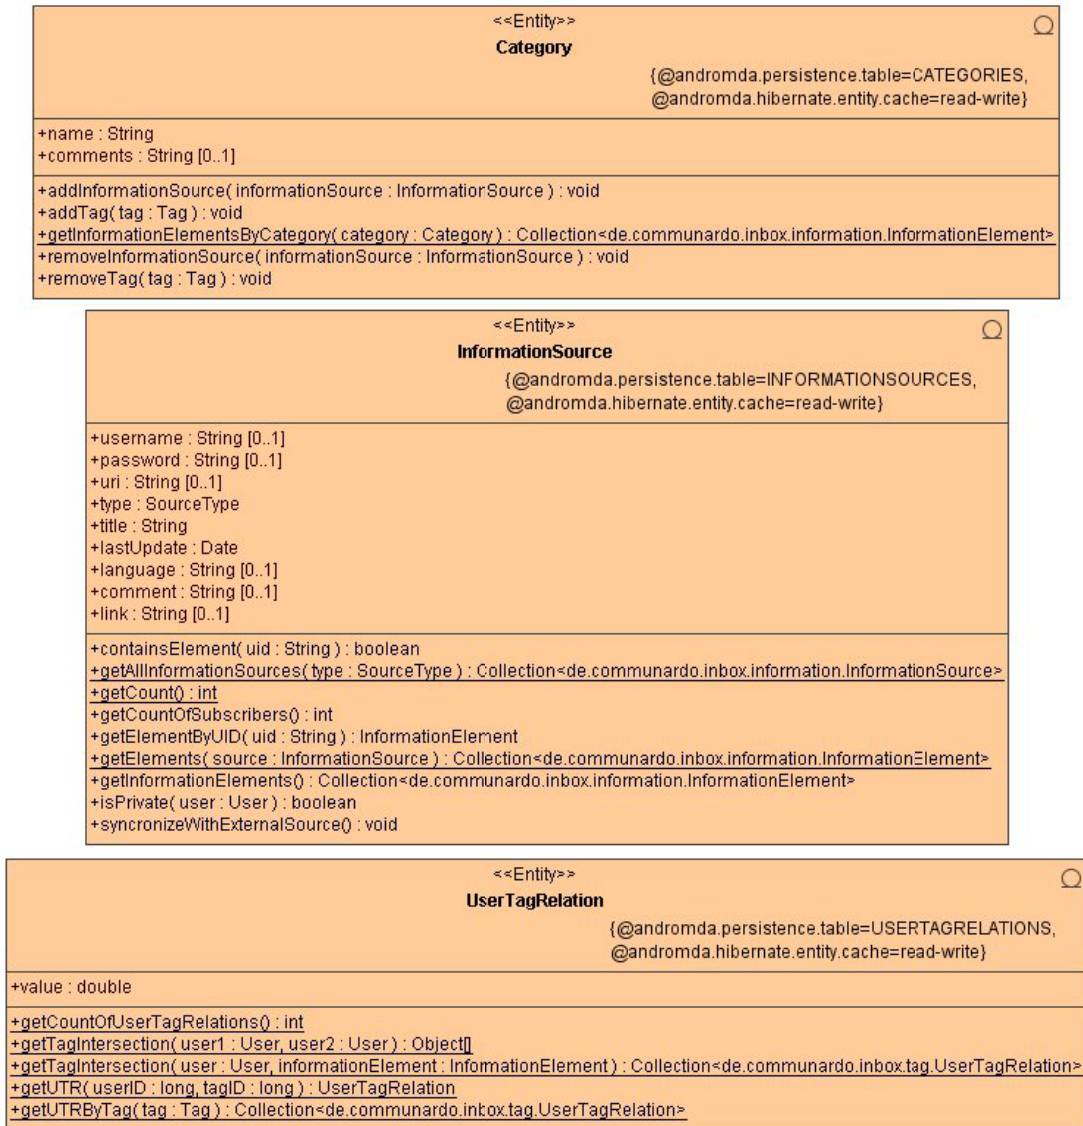 <<Entity>>
Category
{@andromda.persistence.table=CATEGORIES,
@andromda.hibernate.entity.cache=read-write}
+name : String
+comments : String [0..1]
+addInformationSource( informationSource : InformationSource ) : void
+addTag( tag : Tag ) : void
+getInformationElementsByCategory( category : Category ) : Collection<de.communardo.inbox.information.InformationElement>
+removeInformationSource( informationSource : InformationSource ) : void
+removeTag( tag : Tag ) : void
<<Entity>>
InformationSource
{@andromda.persistence.table=INFORMATIONSOURCES,
@andromda.hibernate.entity.cache=read-write}
+username : String [0..1]
+password : String [0..1]
+uri : String [0..1]
+type : SourceType
+title : String
+lastUpdate : Date
+language : String [0..1]
+comment : String [0..1]
+link : String [0..1]
+containsElement( uid : String ) : boolean
+getAllInformationSources( type : SourceType ) : Collection<de.communardo.inbox.information.InformationSource>
+getCount() : int
+getCountOfSubscribers() : int
+getElementByUID( uid : String ) : InformationElement
+getElements( source : InformationSource ) : Collection<de.communardo.inbox.information.InformationElement>
+getInformationElements() : Collection<de.communardo.inbox.information.InformationElement>
+isPrivate( user : User ) : boolean
+syncronizeWithExternalSource() : void
<<Entity>>
UserTagRelation
{@andromda.persistence.table=USERTAGRELATIONS,
@andromda.hibernate.entity.cache=read-write}
+value : double
+getCountOfUserTagRelations() : int
+getTagIntersection( user1 : User, user2 : User ) : Object[]
+getTagIntersection( user : User, informationElement : InformationElement ) : Collection<de.communardo.inbox.tag.UserTagRelation>
+getUTR( userID : long, tagID : long ) : UserTagRelation
+getUTRByTag( tag : Tag ) : Collection<de.communardo.inbox.tag.UserTagRelation>